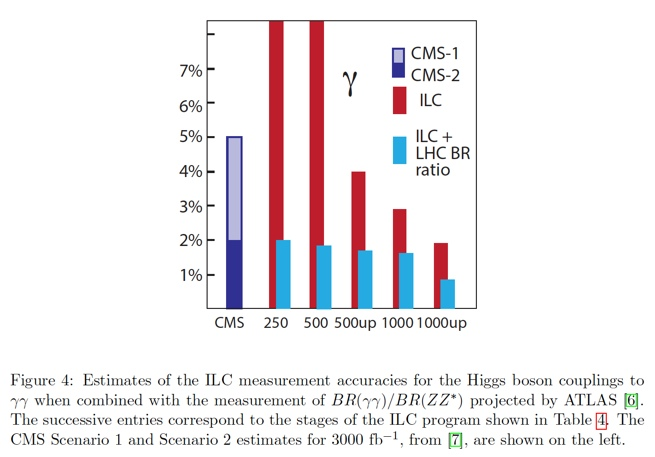 7%
6%
5%
4%
3%
2%
1%
γ
CMS-1
CMS-2
ILC
ILC +
LHC BR
ratio
CMS 250 500 500up 1000 1000up
Figure 4: Estimates of the ILC measurement accuracies for the Higgs boson couplings to
γγ when combined with the measurement of BR(γγ)/BR(ZZ*) projected by ATLAS [6].
The successive entries correspond to the stages of the ILC program shown in Table 4. The
CMS Scenario 1 and Scenario 2 estimates for 3000 fb⁻¹, from [7], are shown on the left.